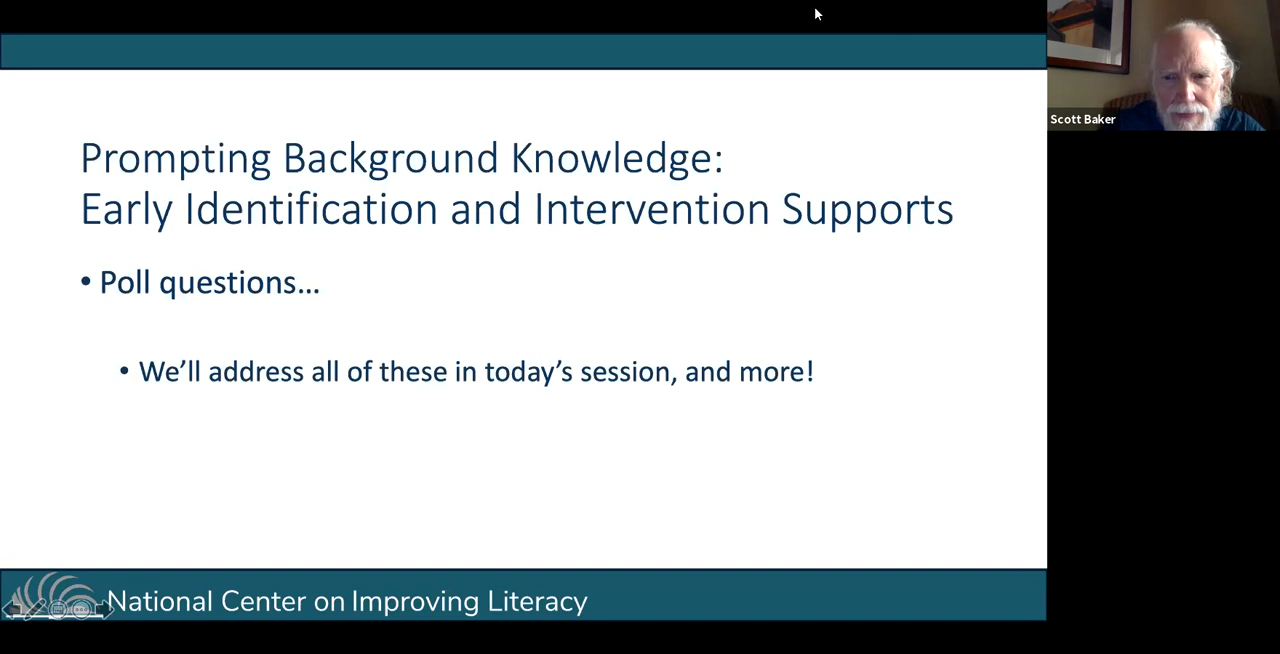 Prompting Background Knowledge:
Early Identification and Intervention Supports
• Poll questions…
• We’ll address all of these in today’s session, and more!
National Center on Improving Literacy
Scott Baker